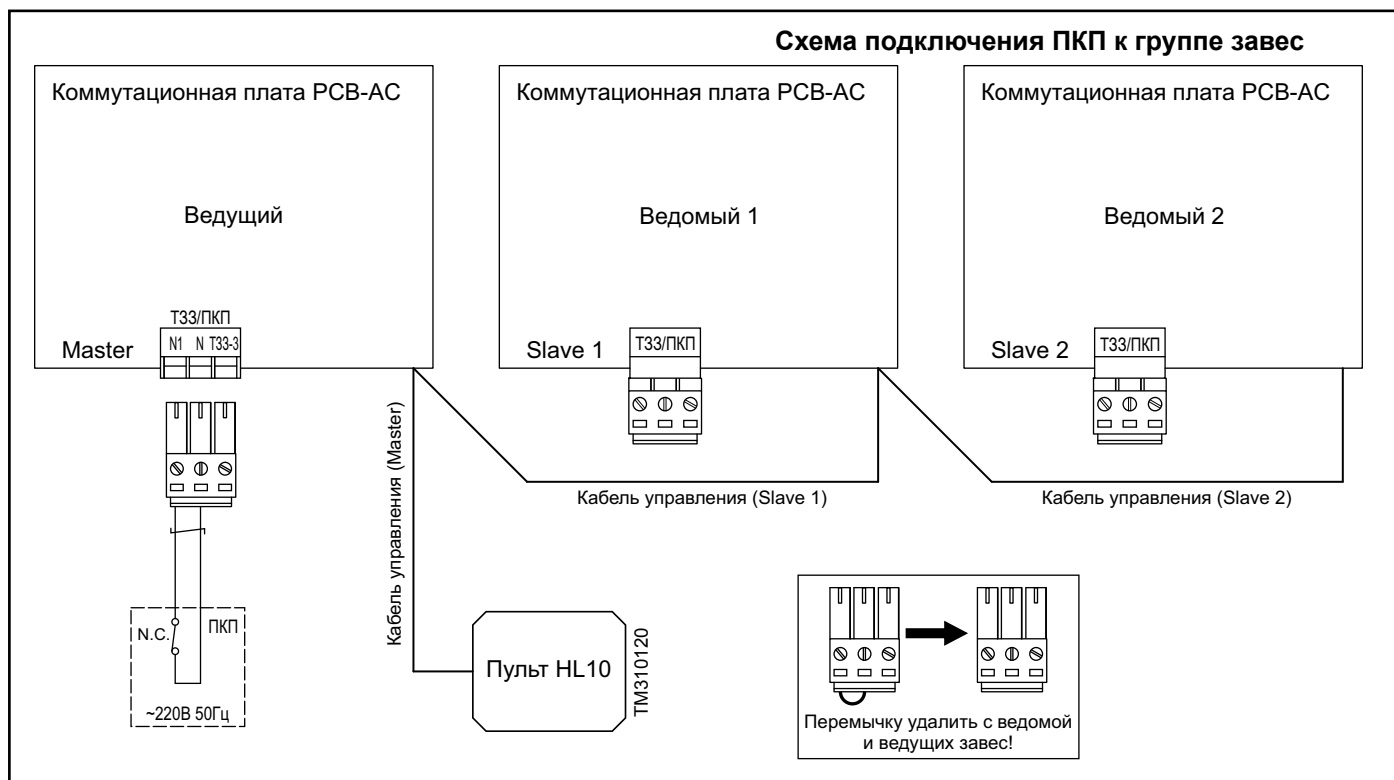 Схема подключения ПКП к группе завес
Коммутационная плата PCB-AC
Ведущий
ТЗЗ/ПКП
N1 N ТЗЗ-3
Master
Коммутационная плата PCB-AC
Ведомый 1
Slave 1
ТЗЗ/ПКП
Коммутационная плата PCB-AC
Ведомый 2
Slave 2
ТЗЗ/ПКП
Кабель управления (Master)
Кабель управления (Slave 1)
Кабель управления (Slave 2)
N.C.
ПКП
~220В 50Гц
Пульт HL10
TM310120
Перемычку удалить с ведомой
и ведущих завес!